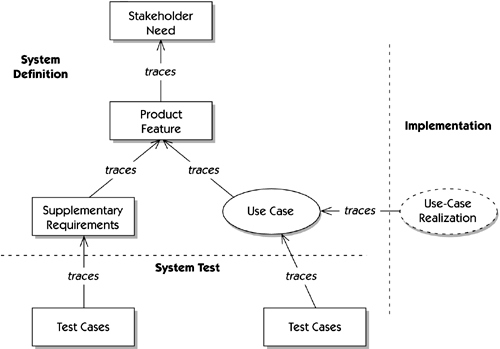 Stakeholder
Need
System
Definition
traces
Product
Feature
Implementation
traces
traces
Supplementary
Requirements
Use Case
traces
Use-Case
Realization
System Test
traces
traces
Test Cases
Test Cases